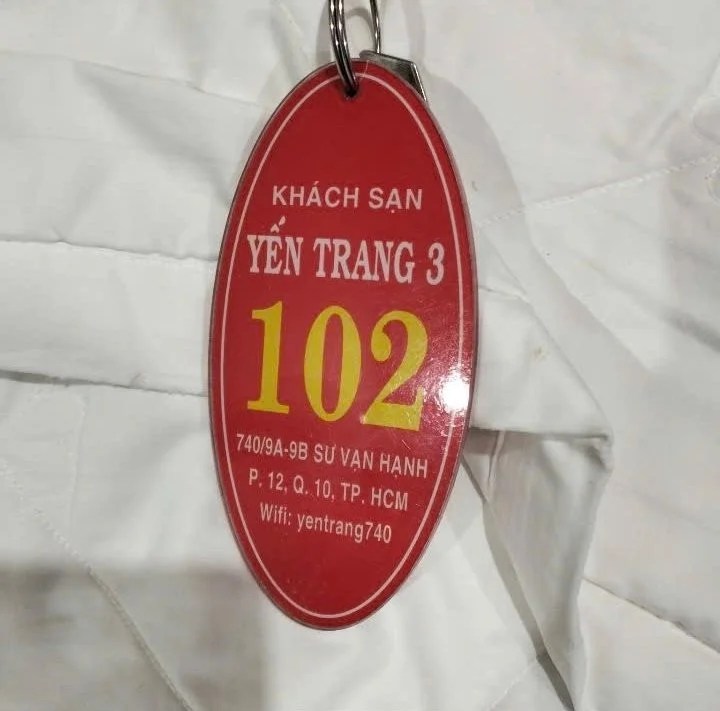 KHÁCH SẠN
YẾN TRANG 3
102
740/9A-9B SƯ VẠN HẠNH
P. 12, Q. 10, TP. HCM
Wifi: yentrang740